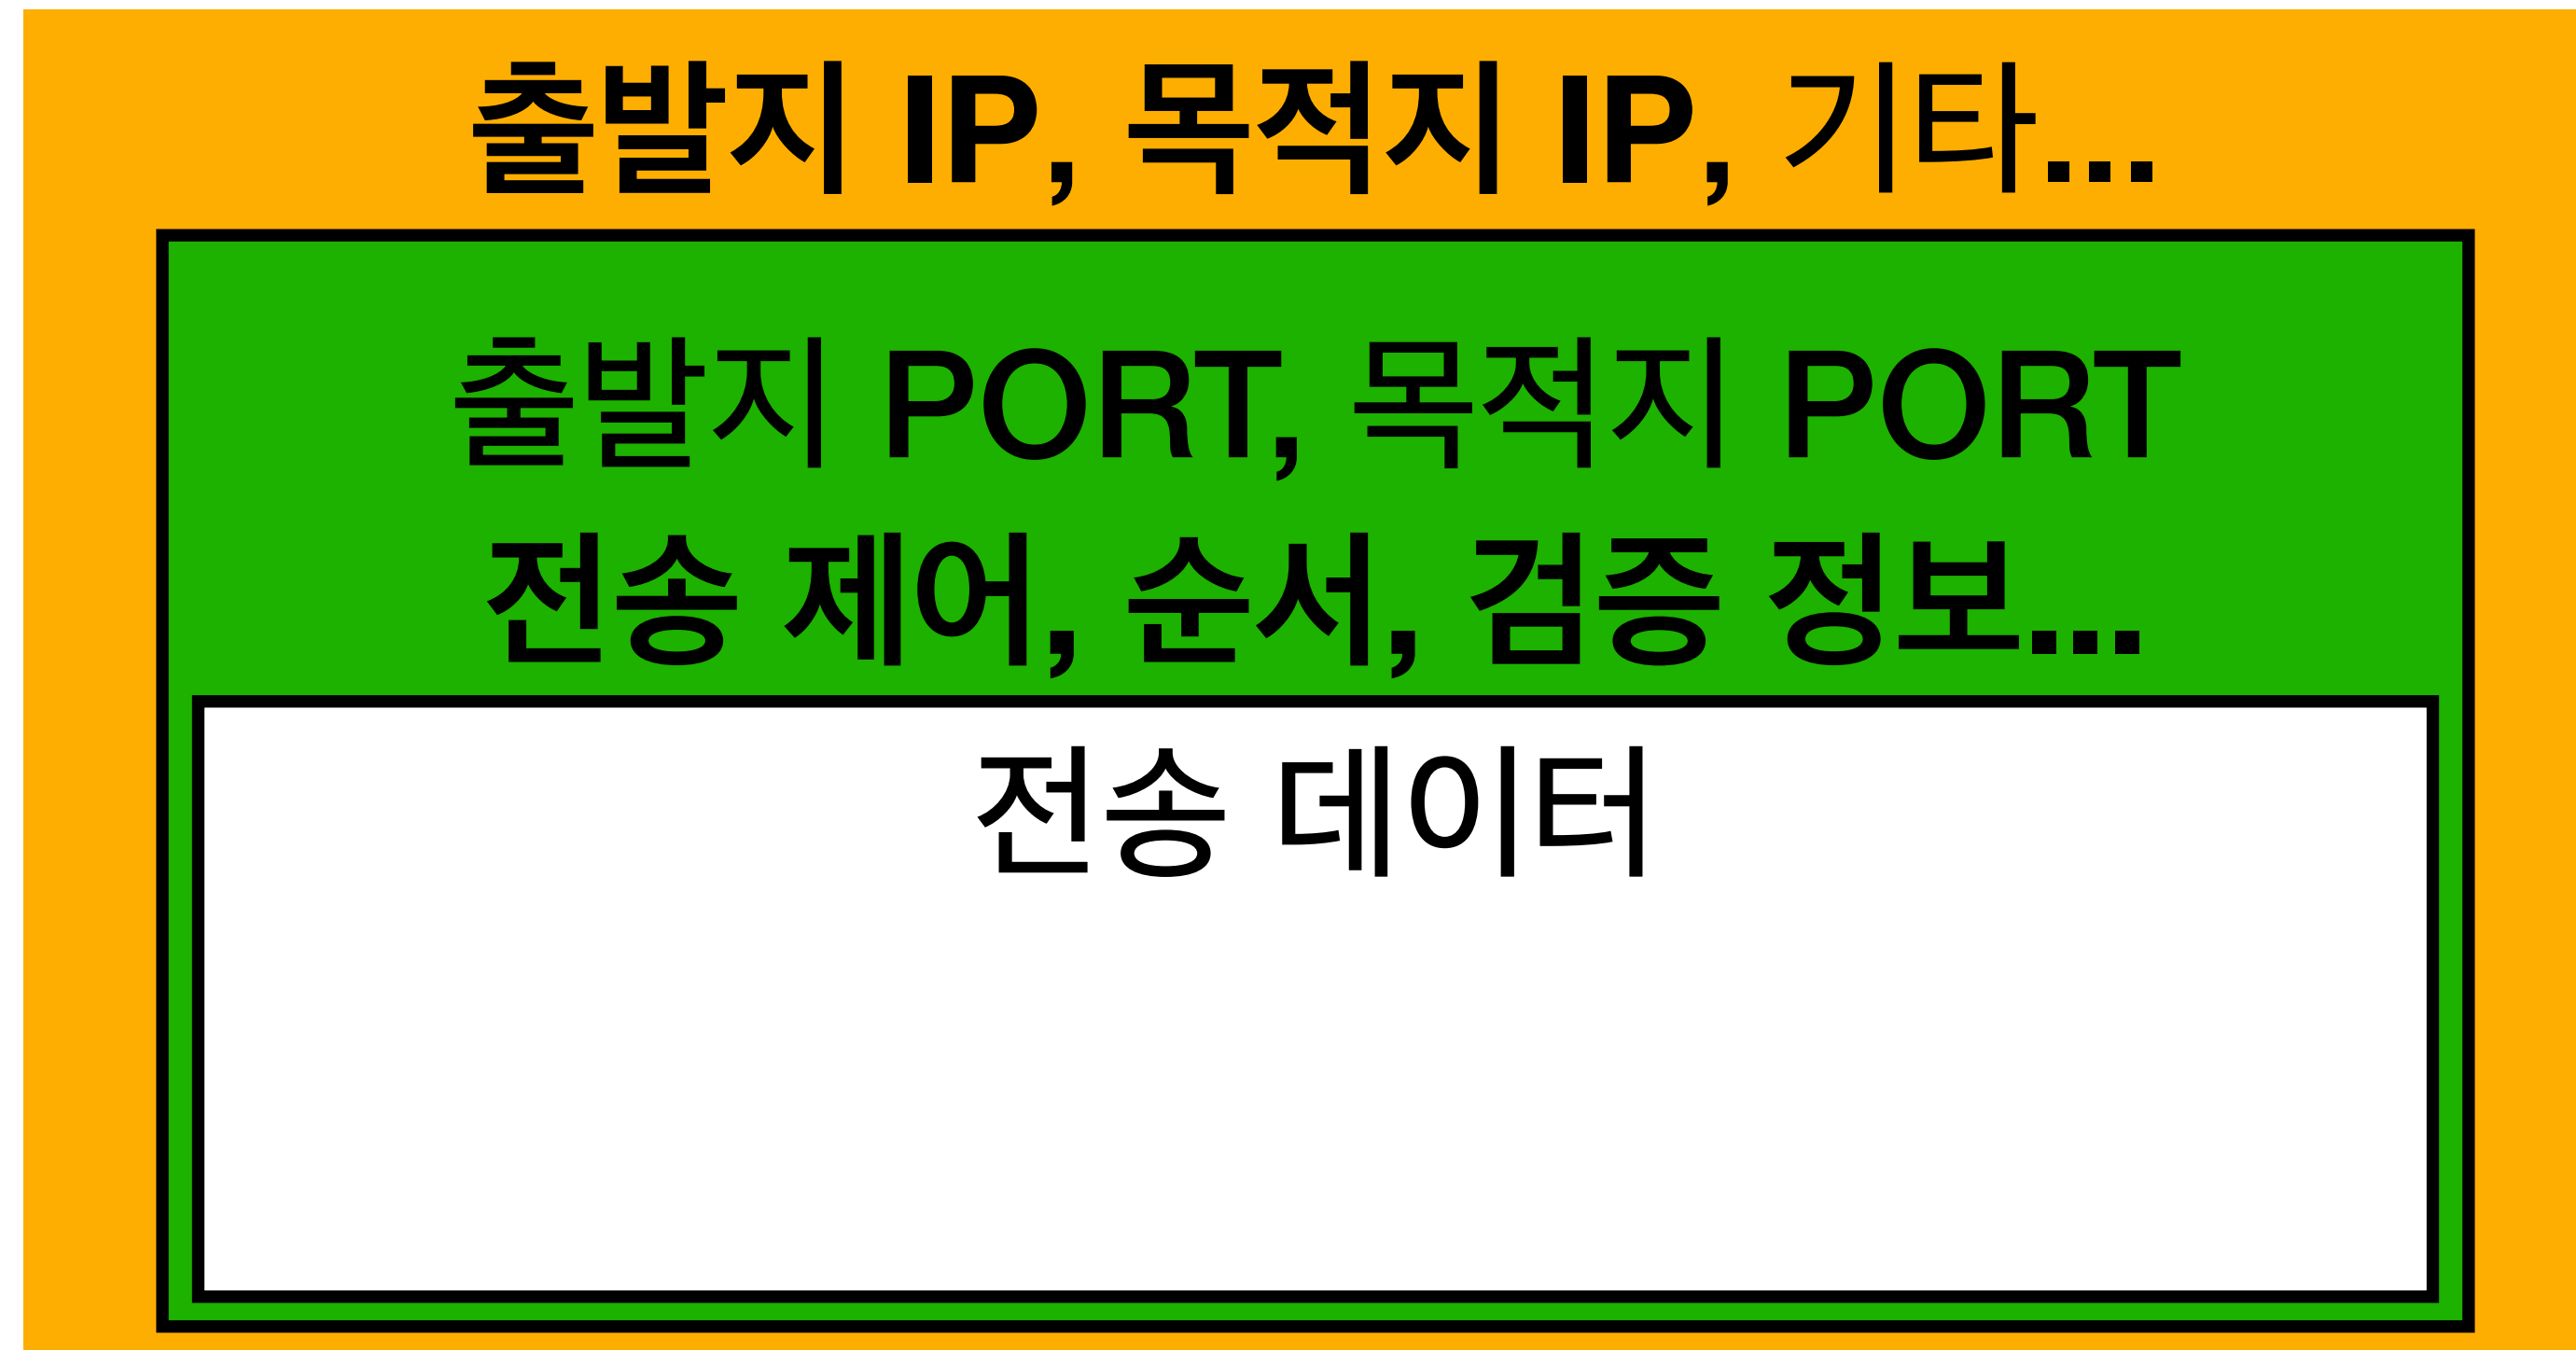 출발지 IP, 목적지 IP, 기타...
출발지 PORT, 목적지 PORT
전송 제어, 순서, 검증 정보...
전송 데이터